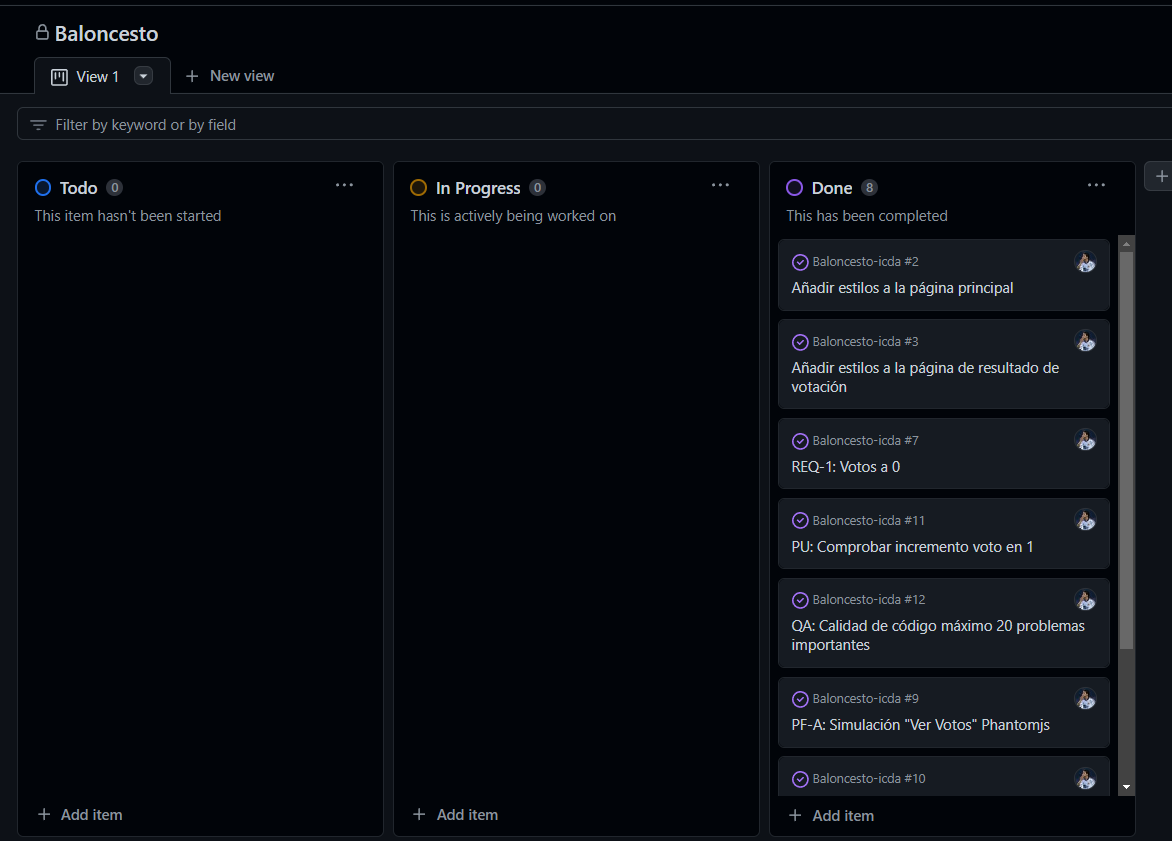 Baloncesto
View 1
New view
Filter by keyword or by field
Todo 0
This item hasn't been started
Add item
In Progress 0
This is actively being worked on
Add item
Done 8
This has been completed
Baloncesto-icda #2
Añadir estilos a la página principal
Baloncesto-icda #3
Añadir estilos a la página de resultado de
votación
Baloncesto-icda #7
REQ-1: Votos a 0
Baloncesto-icda #11
PU: Comprobar incremento voto en 1
Baloncesto-icda #12
QA: Calidad de código máximo 20 problemas
importantes
Baloncesto-icda #9
PF-A: Simulación "Ver Votos" Phantomjs
Baloncesto-icda #10
Add item